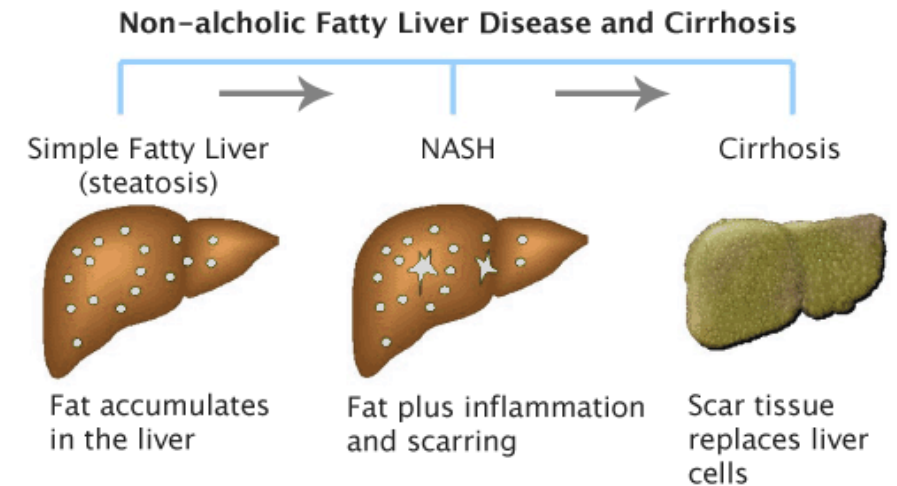 Non-alcholic Fatty Liver Disease and Cirrhosis
Simple Fatty Liver
(steatosis)
NASH
Cirrhosis
Fat accumulates
in the liver
Fat plus inflammation
and scarring
Scar tissue
replaces liver
cells